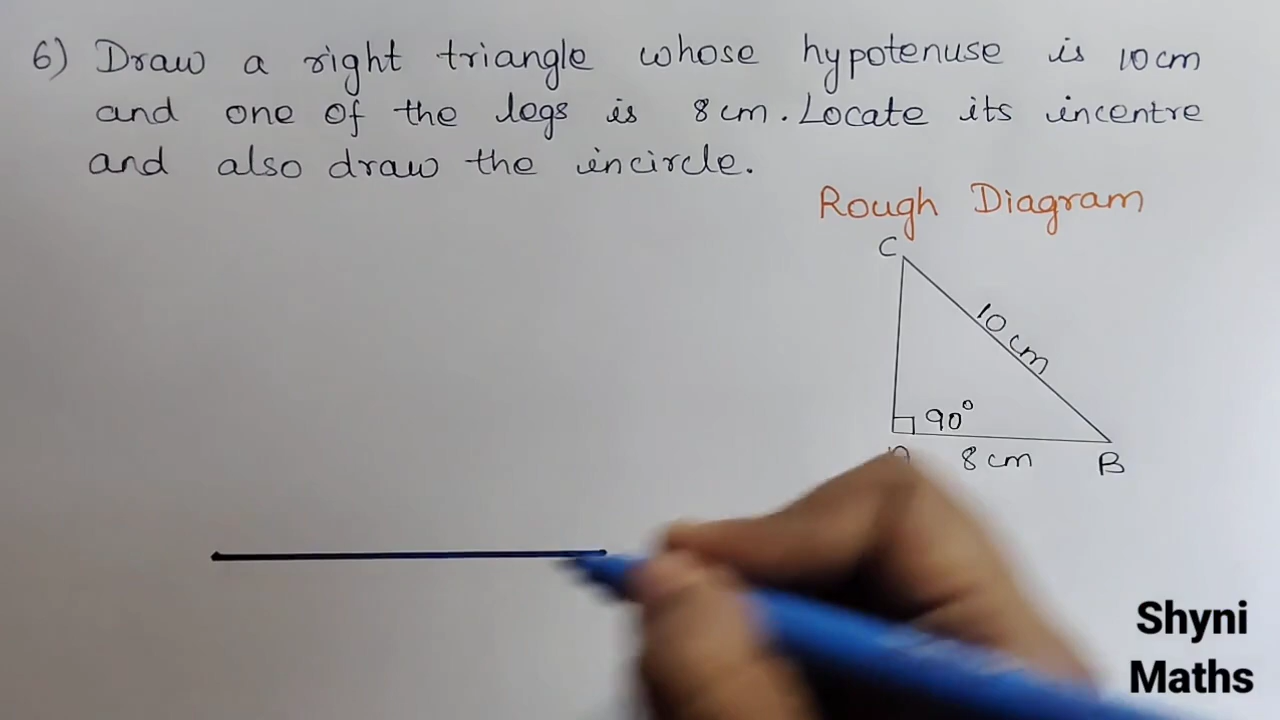 6) Draw a right triangle whose hypotenuse is 10 cm
and one of the legs is 8 cm. Locate its incentre
and also draw the incircle.
Rough Diagram
C
10 cm
90°
8 cm B
Shyni
Maths